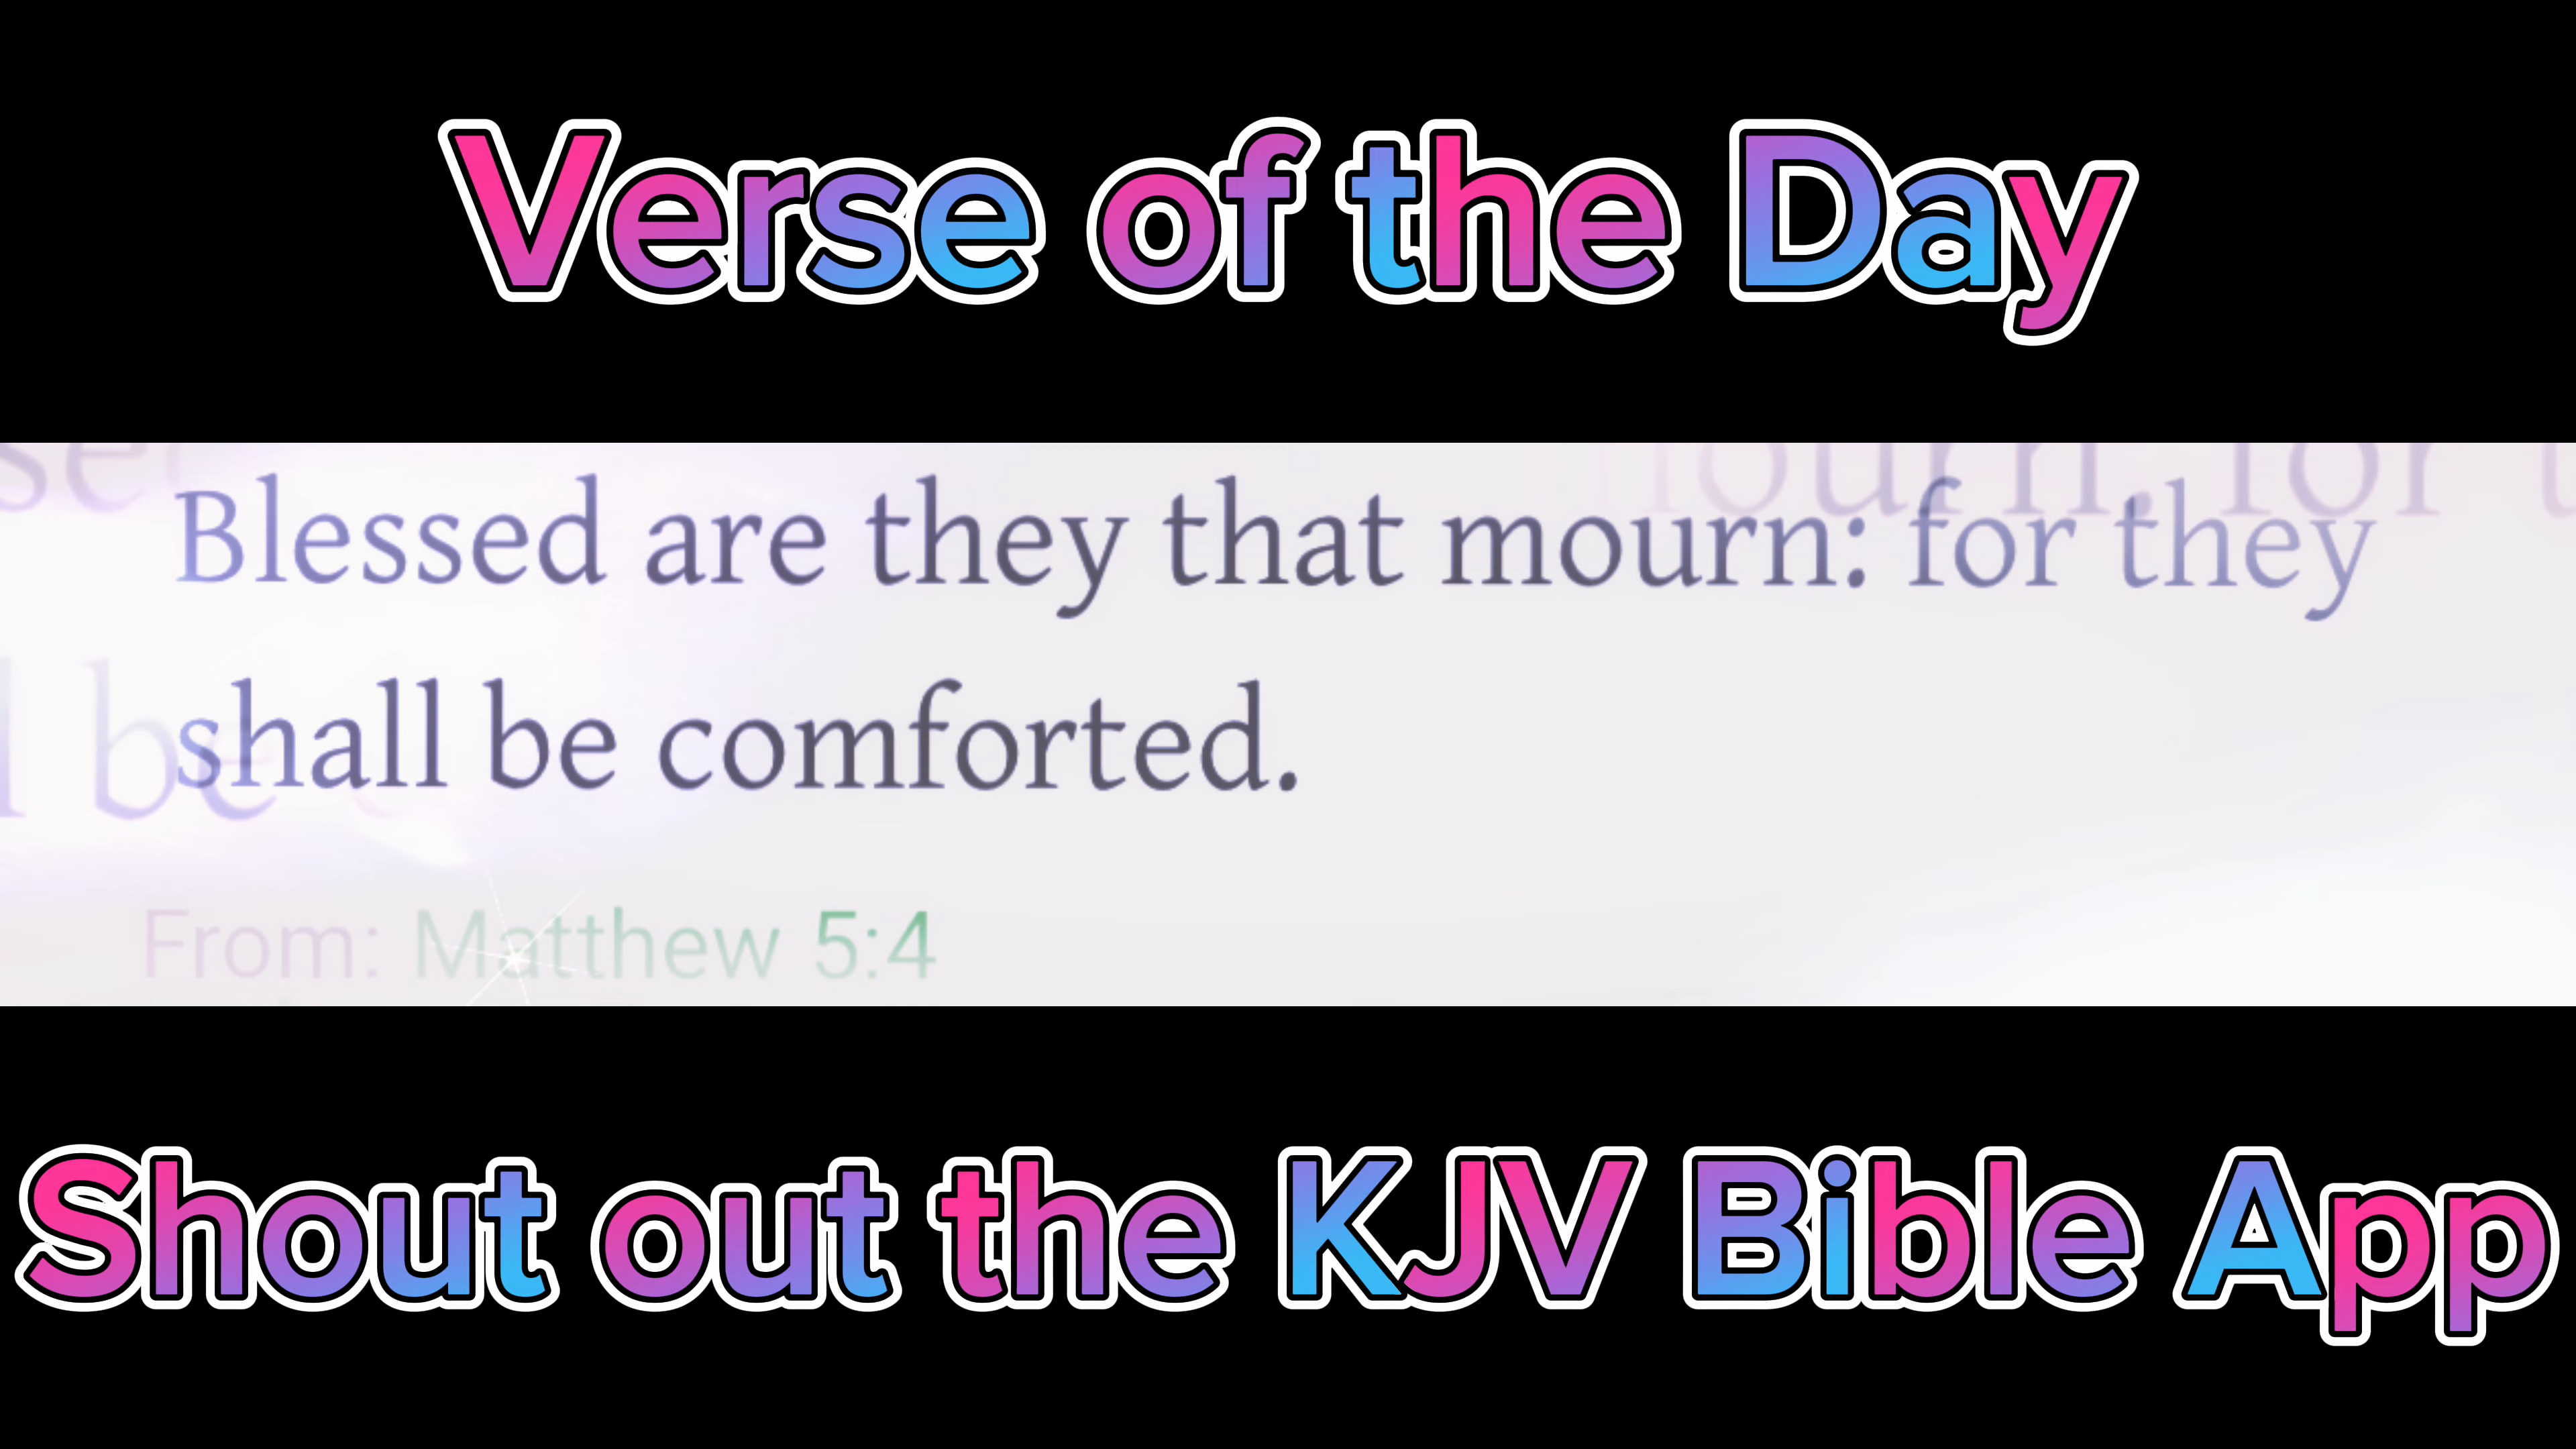 Verse of the Day
Blessed are they that mourn: for they
shall be comforted.
From: Matthew 5:4
Shout out the KJV Bible App